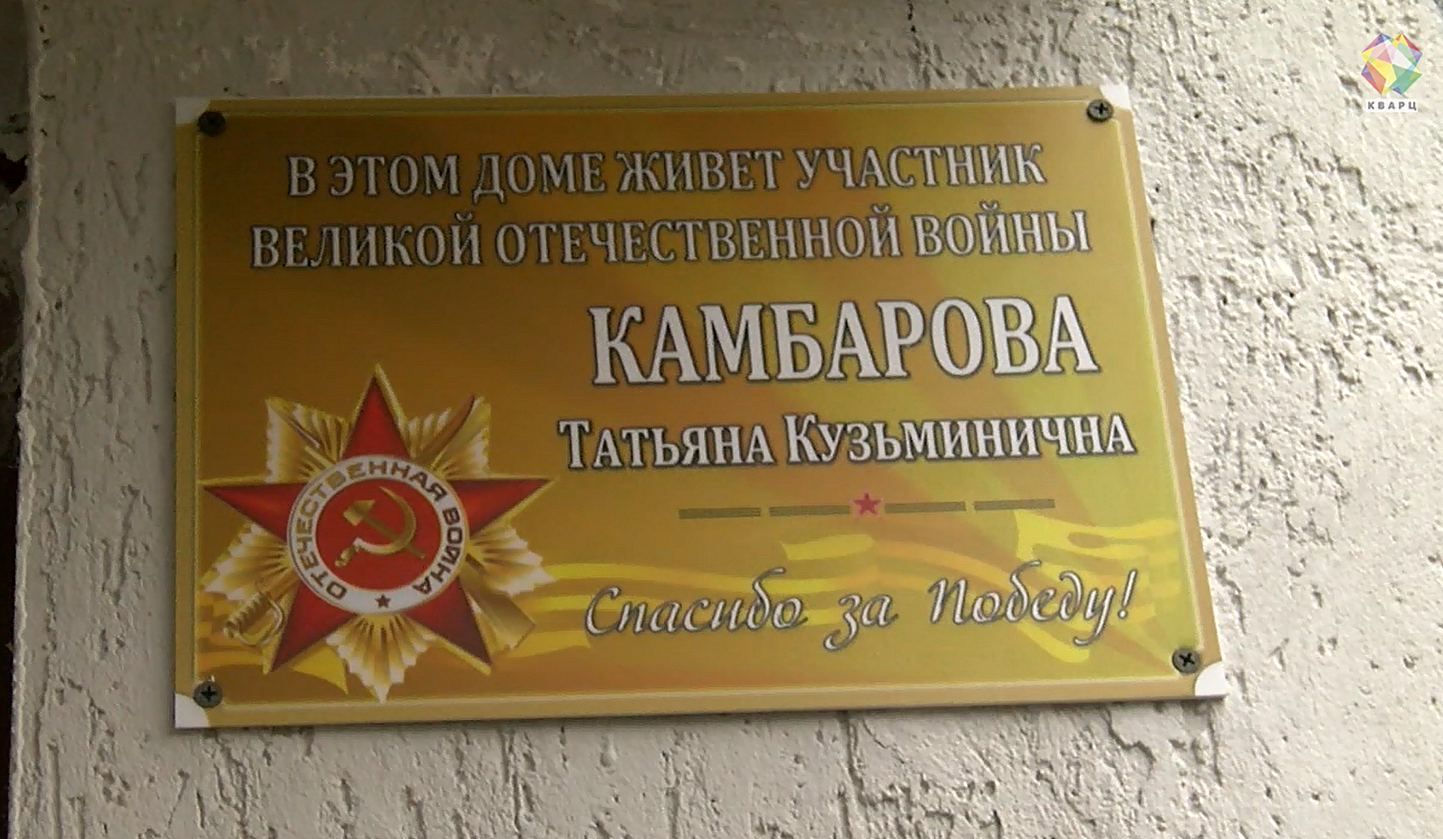 КВАРЦ
В ЭТОМ ДОМЕ ЖИВЕТ УЧАСТНИК
ВЕЛИКОЙ ОТЕЧЕСТВЕННОЙ ВОЙНЫ
КАМБАРОВА
ТАТЬЯНА КУЗЬМИНИЧНА
ОТЕЧЕСТВЕННАЯ ВОЙНА
Спасибо за Победу!